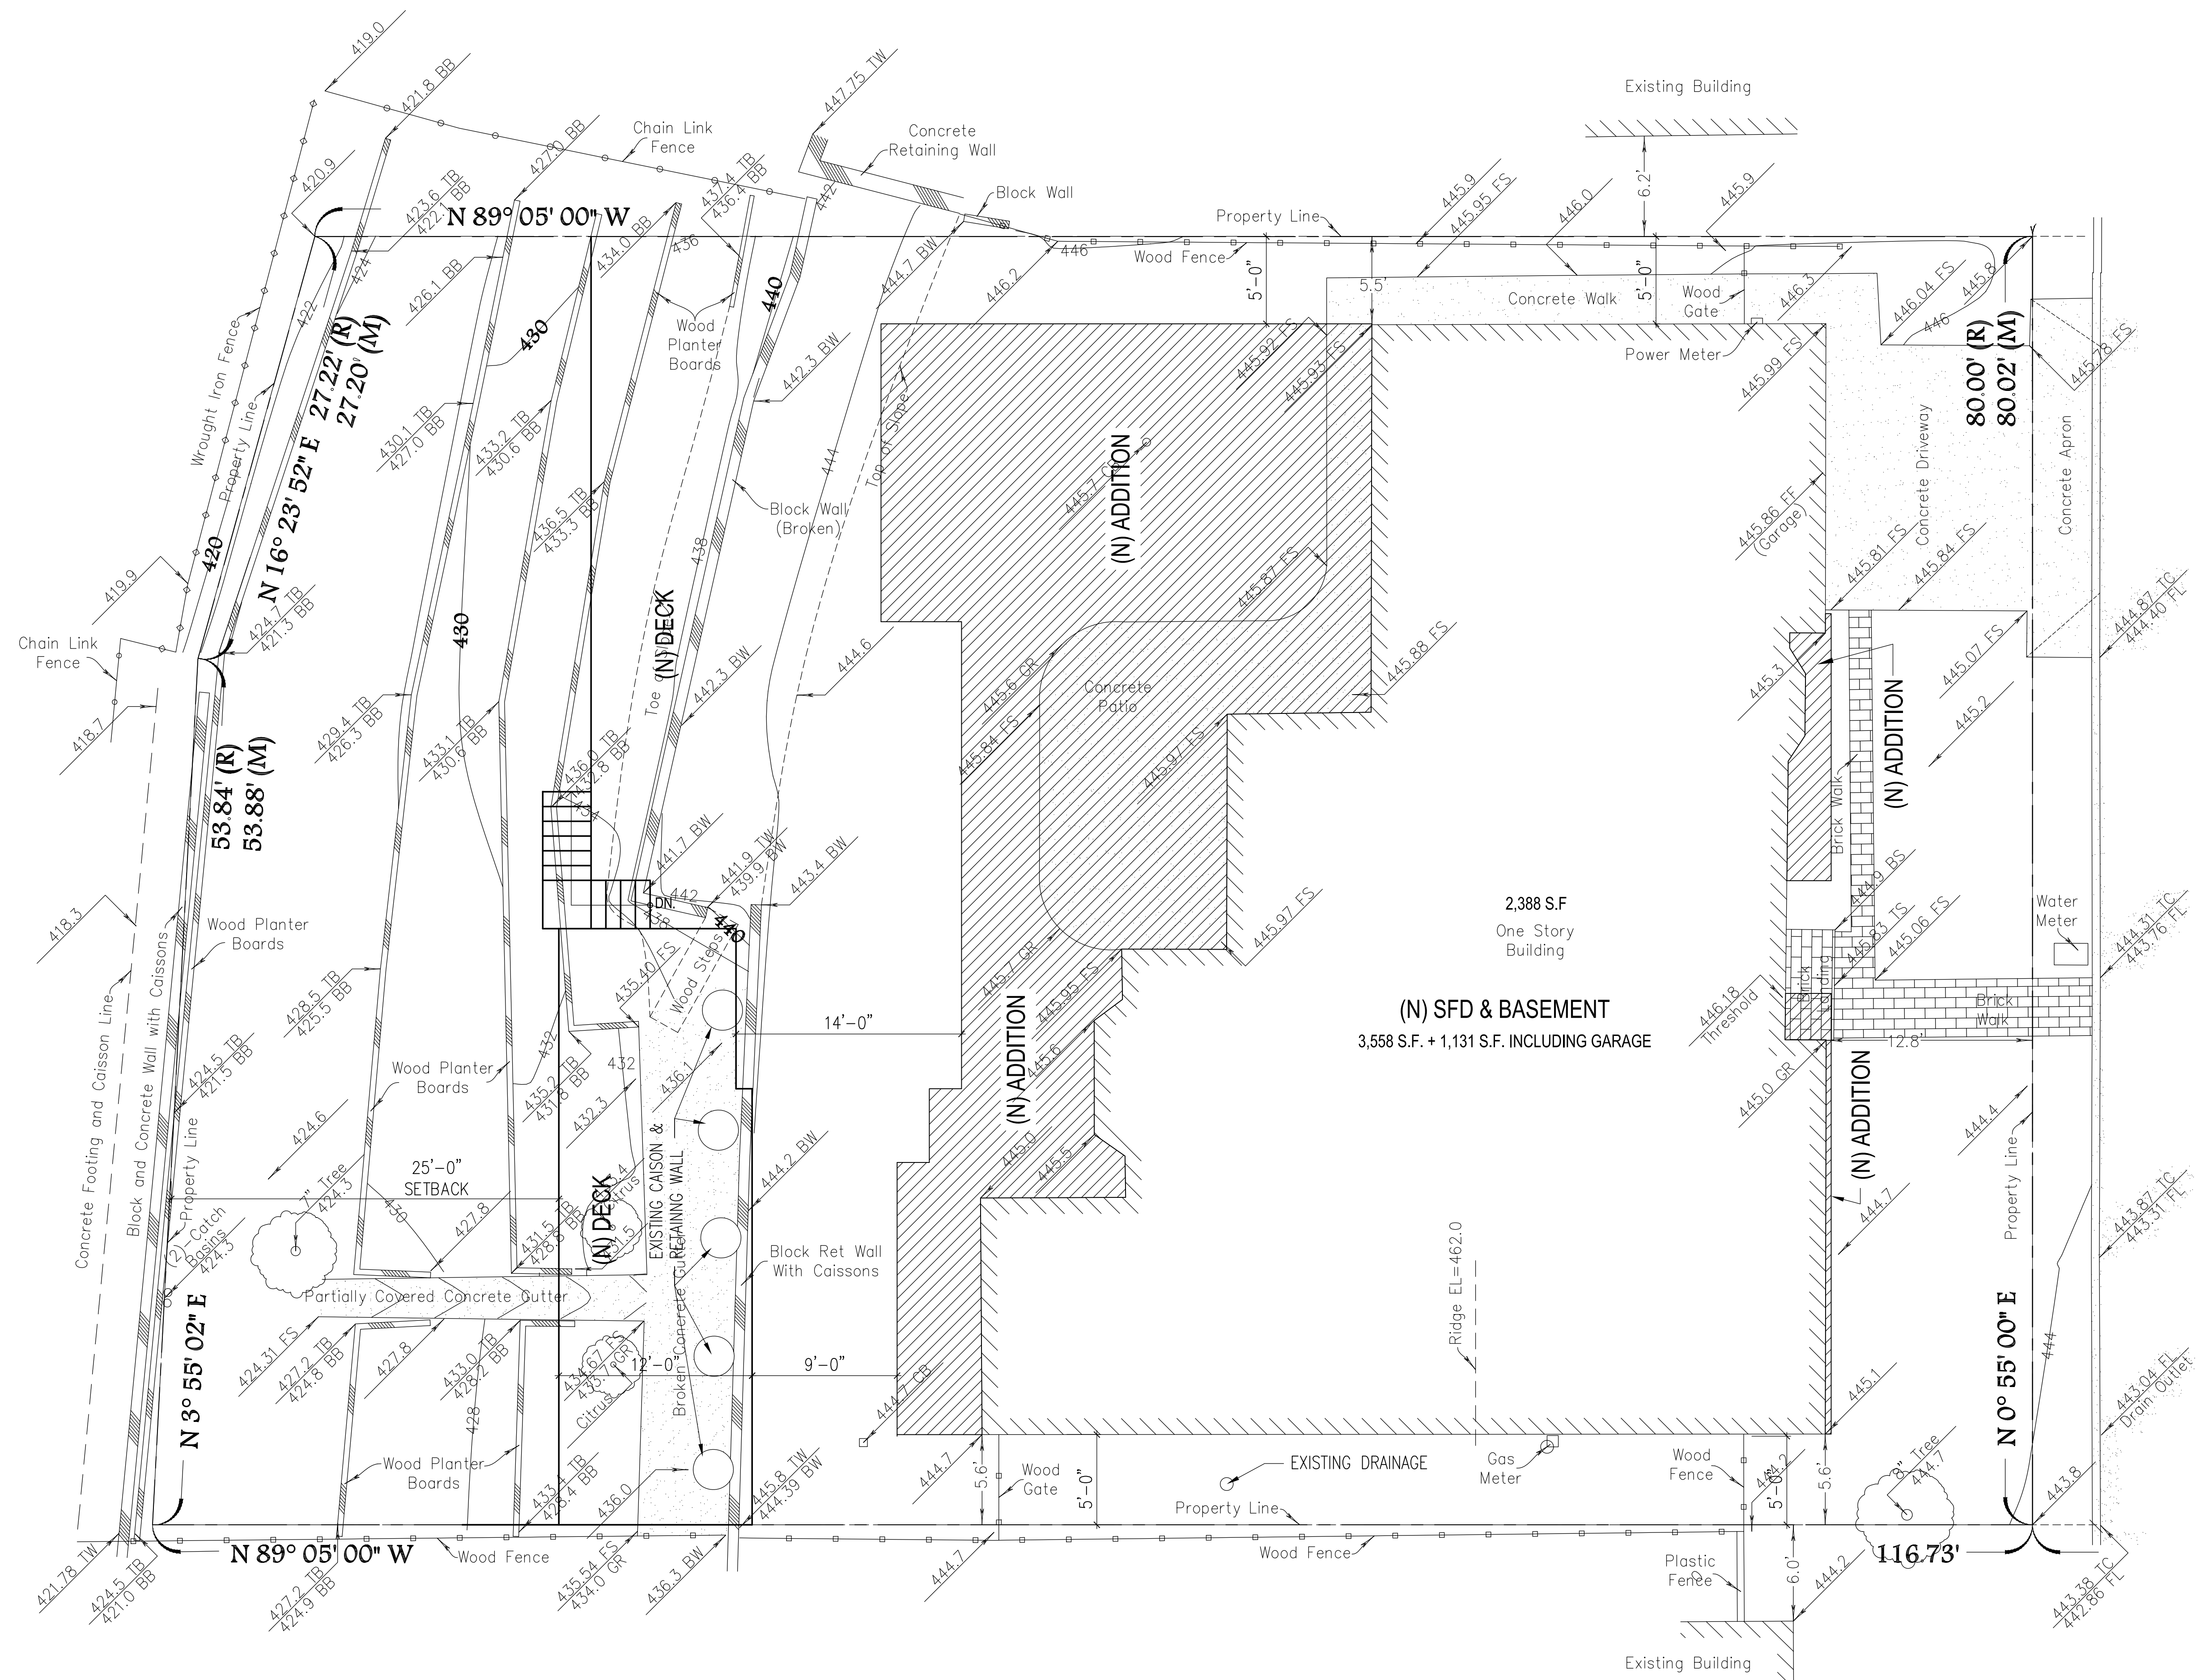 419.0
421.8 BB
447.75 TW
Existing Building
427.0 BB
Chain Link
Fence
Concrete
Retaining Wall
437.4 TB
436.4 BB
442
Block Wall
420.9
423.6 TB
422.1 BB
N 89° 05' 00" W
434.0 BB
436
444.7 BW
Property Line
445.9
445.95 FS
446.0
6.2'
445.9
424
426.1 BB
446
446.2
Wood Fence
5'-0"
5.5'
5'-0"
Concrete Walk
Wood
Gate
446.3
446.04 FS
445.8
446
422
430
440
Wood
Planter
Boards
442.3 BW
445.92 FS
445.93 FS
Power Meter
445.99 FS
80.00' (R)
80.02' (M)
445.78 FS
Wrought Iron Fence
Property Line
27.22' (R)
27.20' (M)
N 16° 23' 52" E
430.1 TB
427.0 BB
433.2 TB
430.6 BB
444
Top of Slope
(N) ADDITION
445.7 GR
Concrete Driveway
Concrete Apron
420
436.5 TB
433.3 BB
438
Block Wall
(Broken)
445.86 FF
(Garage)
419.9
424.7 TB
421.3 BB
445.87 FS
445.81 FS
445.84 FS
444.87 TC
444.40 FL
Chain Link
Fence
430
(N) DECK
442.3 BW
444.6
445.6 GR
445.84 FS
Concrete
Patio
445.97 FS
445.88 FS
445.3
(N) ADDITION
445.07 FS
445.2
418.7
53.84' (R)
53.88' (M)
429.4 TB
426.3 BB
433.1 TB
430.6 BB
436.0 TB
432.8 BB
434
Brick Walk
441.7 BW
441.9 TW
439.9 BW
443.4 BW
442
DN.
438
440
444.9 BS
418.3
Wood Planter
Boards
435.40 FS
Wood Steps
445.7 GR
445.95 FS
445.97 FS
2,388 S.F
One Story
Building
445.83 TS
445.06 FS
Water
Meter
444.31 TC
443.76 FL
428.5 TB
425.5 BB
14'-0"
(N) ADDITION
(N) SFD & BASEMENT
3,558 S.F. + 1,131 S.F. INCLUDING GARAGE
446.18
Threshold
Brick
Landing
Brick
Walk
12.8'
Concrete Footing and Caisson Line
Block and Concrete Wall with Caissons
424.5 TB
421.5 BB
Property Line
Wood Planter
Boards
432
435.2 TB
431.8 BB
432
432.3
436.1
445.6
445.0 GR
(N) ADDITION
444.4
424.6
25'-0"
SETBACK
EXISTING CAISON &
RETAINING WALL
444.2 BW
445.0
445.5
444.7
Property Line
443.87 TC
443.31 FL
7" Tree
424.3
(2)-Catch
Basins
424.3
430
427.8
431.5 TB
428.8 BB
(N) DECK
Citrus
431.5
Block Ret Wall
With Caissons
Ridge EL=462.0
Partially Covered Concrete Gutter
Broken Concrete Gutter
N 3° 55' 02" E
424.31 FS
427.2 TB
424.8 BB
427.8
433.0 TB
428.2 BB
434.67 FS
433.7 GR
12'-0"
9'-0"
444.7 CB
Citrus
445.1
N 0° 55' 00" E
444
443.04 FL
Drain Outlet
428
Wood Planter
Boards
433.4 TB
428.4 BB
436.0
445.8 TW
444.39 BW
444.7
5.6'
Wood
Gate
5'-0"
EXISTING DRAINAGE
Gas
Meter
Wood
Fence
444.2
5'-0"
5.6'
8" Tree
444.7
443.8
Property Line
421.78 TW
424.5 TB
421.0 BB
N 89° 05' 00" W
427.2 TB
424.9 BB
Wood Fence
435.54 FS
434.0 GR
436.3 BW
444.7
Wood Fence
Plastic
Fence
6.0'
444.2
116.73'
443.38 TC
442.86 FL
Existing Building